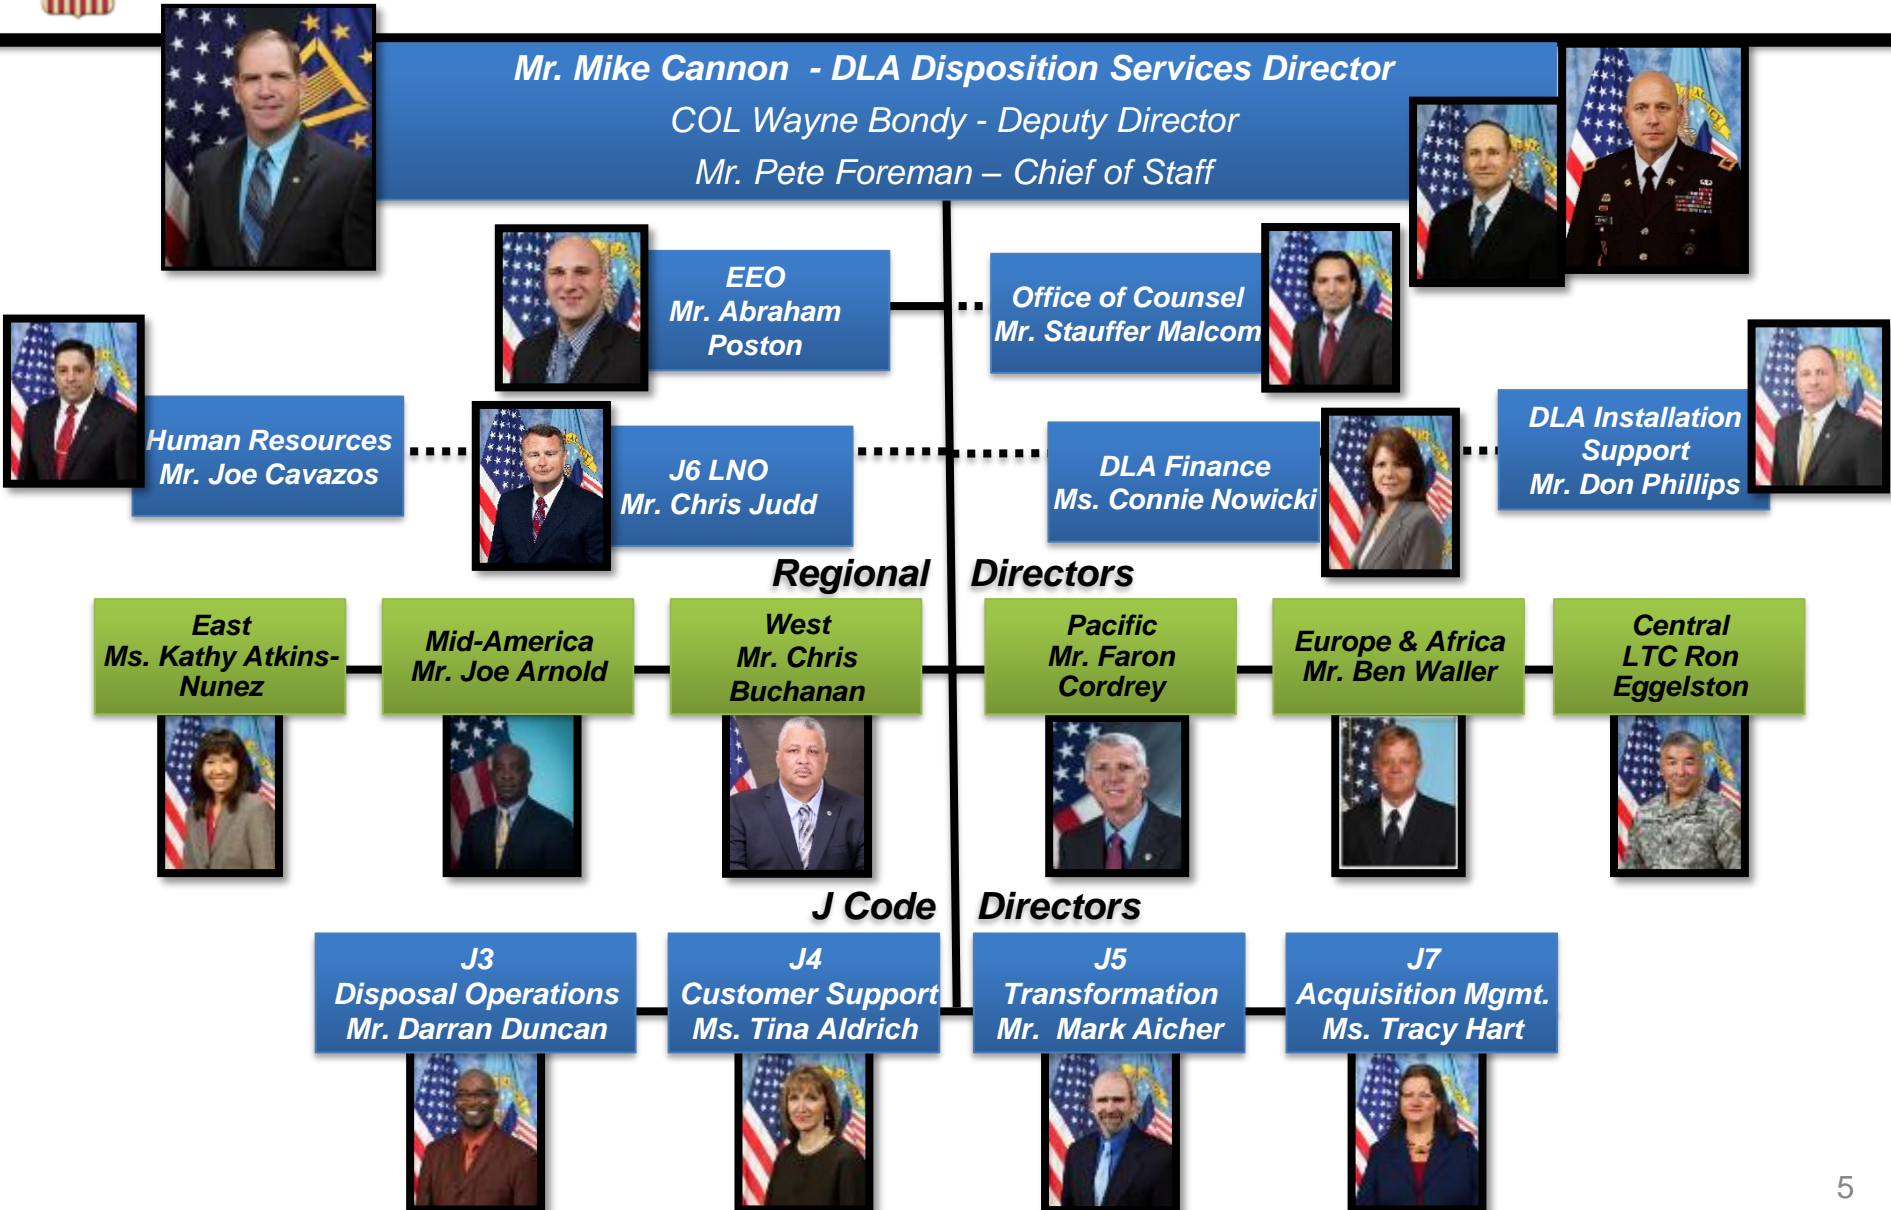 Mr. Mike Cannon - DLA Disposition Services Director
COL Wayne Bondy - Deputy Director
Mr. Pete Foreman – Chief of Staff
EEO
Mr. Abraham
Poston
Office of Counsel
Mr. Stauffer Malcom
Human Resources
Mr. Joe Cavazos
J6 LNO
Mr. Chris Judd
DLA Finance
Ms. Connie Nowicki
DLA Installation
Support
Mr. Don Phillips
Regional Directors
East
Ms. Kathy Atkins-
Nunez
Mid-America
Mr. Joe Arnold
West
Mr. Chris
Buchanan
Pacific
Mr. Faron
Cordrey
Europe & Africa
Mr. Ben Waller
Central
LTC Ron
Eggelston
J Code Directors
J3
Disposal Operations
Mr. Darran Duncan
J4
Customer Support
Ms. Tina Aldrich
J5
Transformation
Mr. Mark Aicher
J7
Acquisition Mgmt.
Ms. Tracy Hart
5